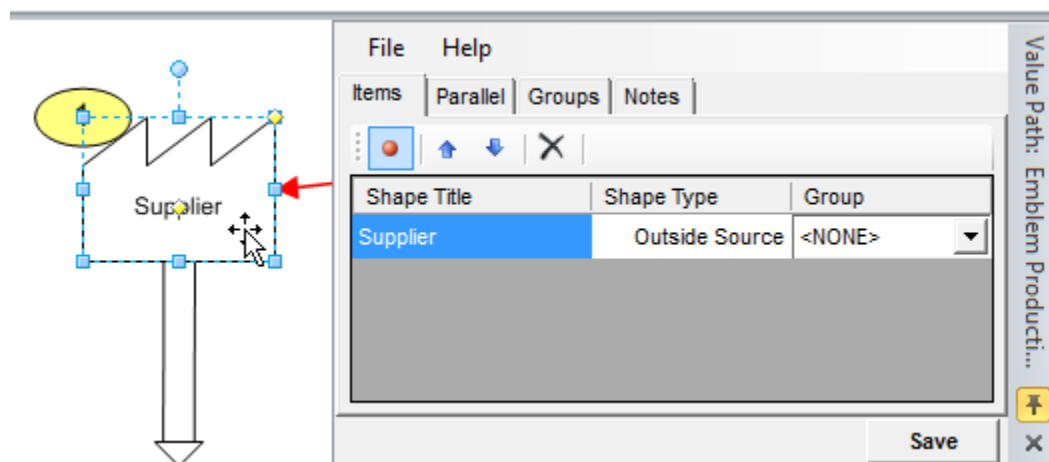 File Help
Items Parallel Groups Notes
Shape Title Shape Type Group
Supplier Outside Source <NONE>
Save
Supplier
Value Path: Emblem Producti...